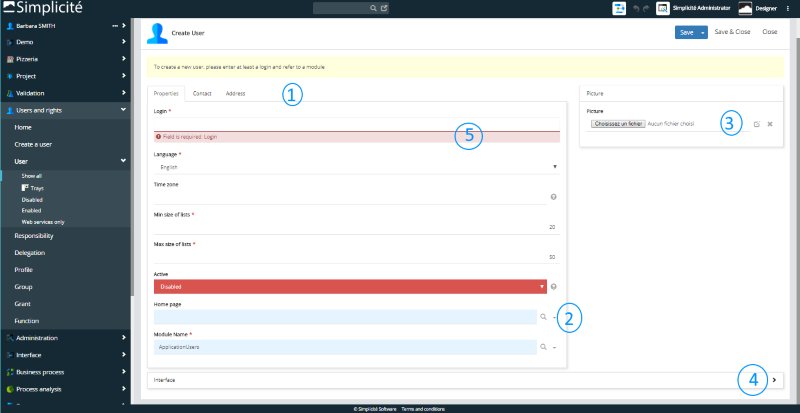 Simplicité
Simplicité Administrator
Designer
Barbara SMITH
Demo
Pizzeria
Project
Validation
Users and rights
Home
Create a user
User
Show all
Trays
Disabled
Enabled
Web services only
Responsibility
Delegation
Profile
Group
Grant
Function
Administration
Interface
Business process
Process analysis
Create User
Save
Save & Close
Close
To create a new user, please enter at least a login and refer to a module
Properties
Contact
Address
1
Login *
Field is required: Login
5
Language *
English
Time zone
Min size of lists *
20
Max size of lists *
50
Active
Disabled
Home page
2
Module Name *
ApplicationUsers
Interface
4
Picture
Picture
Choisissez un fichier Aucun fichier choisi
3
© Simplicité Software Terms and conditions